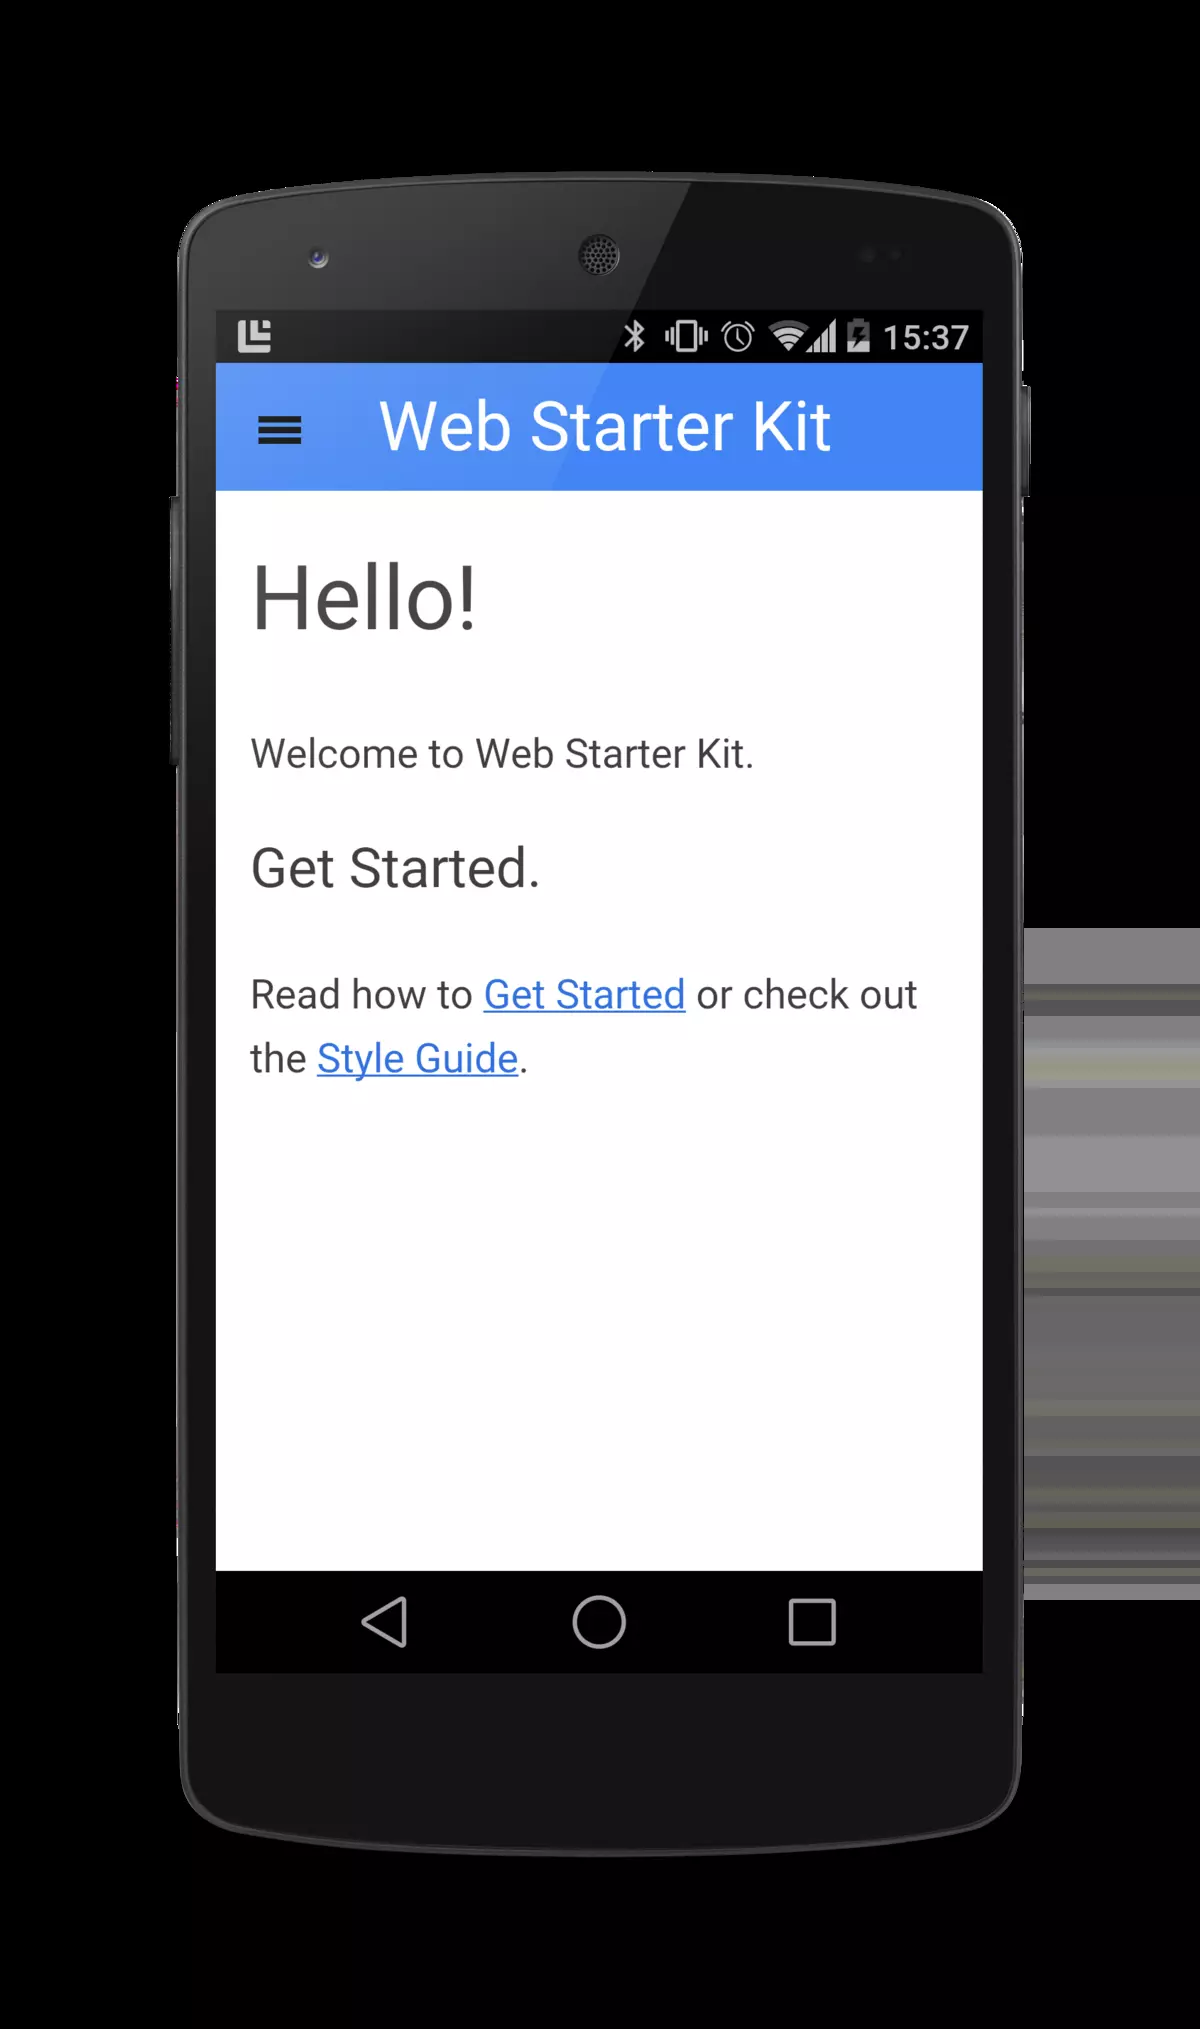 15:37
Web Starter Kit
Hello!
Welcome to Web Starter Kit.
Get Started.
Read how to Get Started or check out
the Style Guide.